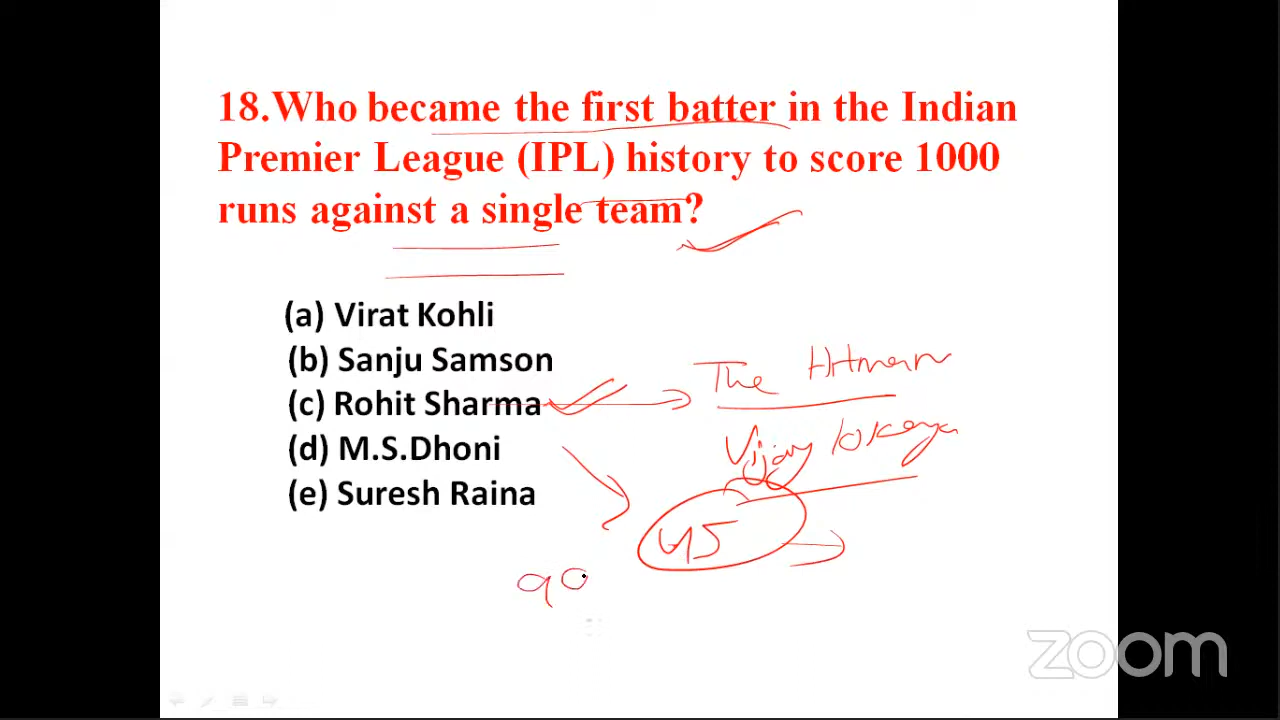 18.Who became the first batter in the Indian
Premier League (IPL) history to score 1000
runs against a single team?
(a) Virat Kohli
(b) Sanju Samson
(c) Rohit Sharma
(d) M.S.Dhoni
(e) Suresh Raina
The Hitman
Vijay
45
90
zoom